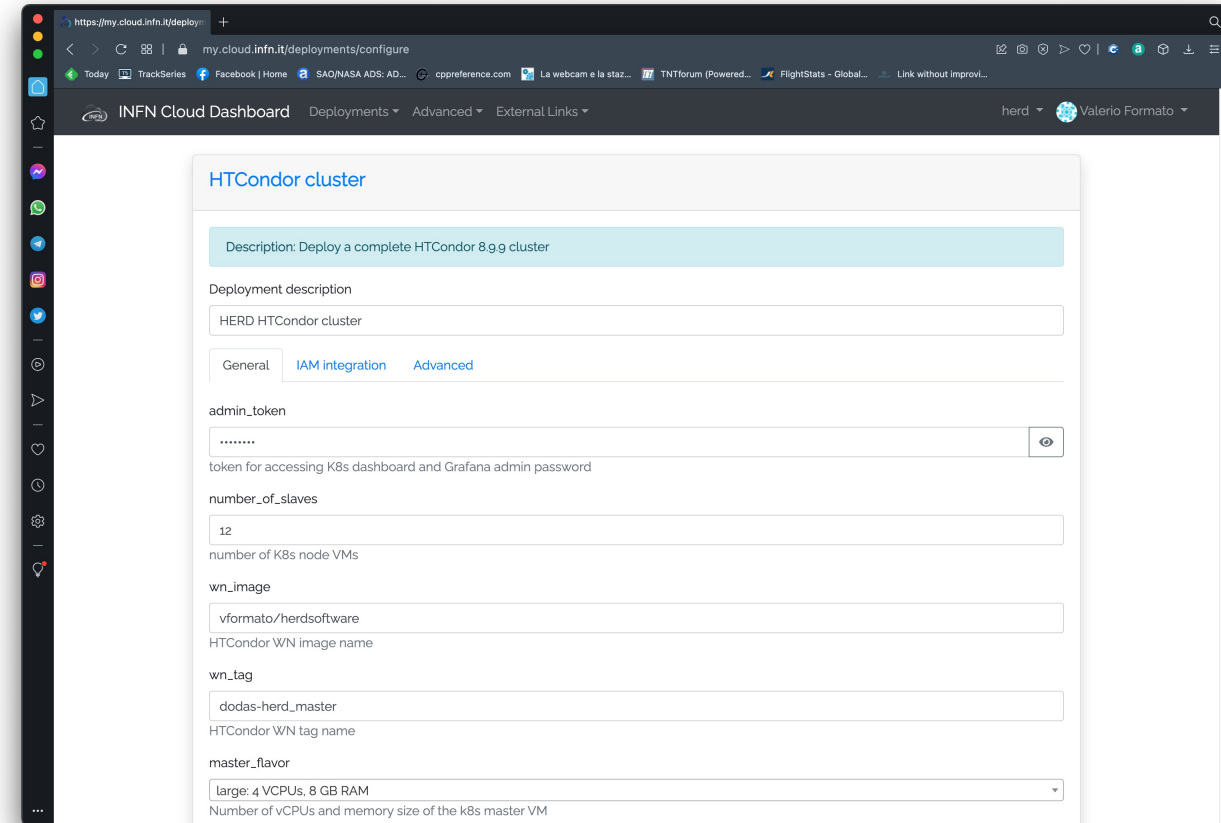 https://my.cloud.infn.it/deploym
my.cloud.infn.it/deployments/configure
Today TrackSeries Facebook | Home SAO/NASA ADS: AD... cppreference.com La webcam e la staz... TNTforum (Powered... FlightStats - Global... Link without improvi...
INFN INFN Cloud Dashboard Deployments Advanced External Links herd Valerio Formato
HTCondor cluster
Description: Deploy a complete HTCondor 8.9.9 cluster
Deployment description
HERD HTCondor cluster
General IAM integration Advanced
admin_token
••••••••
token for accessing K8s dashboard and Grafana admin password
number_of_slaves
12
number of K8s node VMs
wn_image
vformato/herdsoftware
HTCondor WN image name
wn_tag
dodas-herd_master
HTCondor WN tag name
master_flavor
large: 4 VCPUs, 8 GB RAM
Number of vCPUs and memory size of the k8s master VM